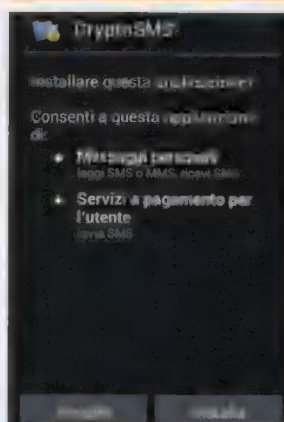 CryptoSMS
Installare questa applicazione?
Consenti a questa applicazione
di:
Messaggi personali
leggi SMS o MMS, ricevi SMS
Servizi a pagamento per
l'utente
invia SMS